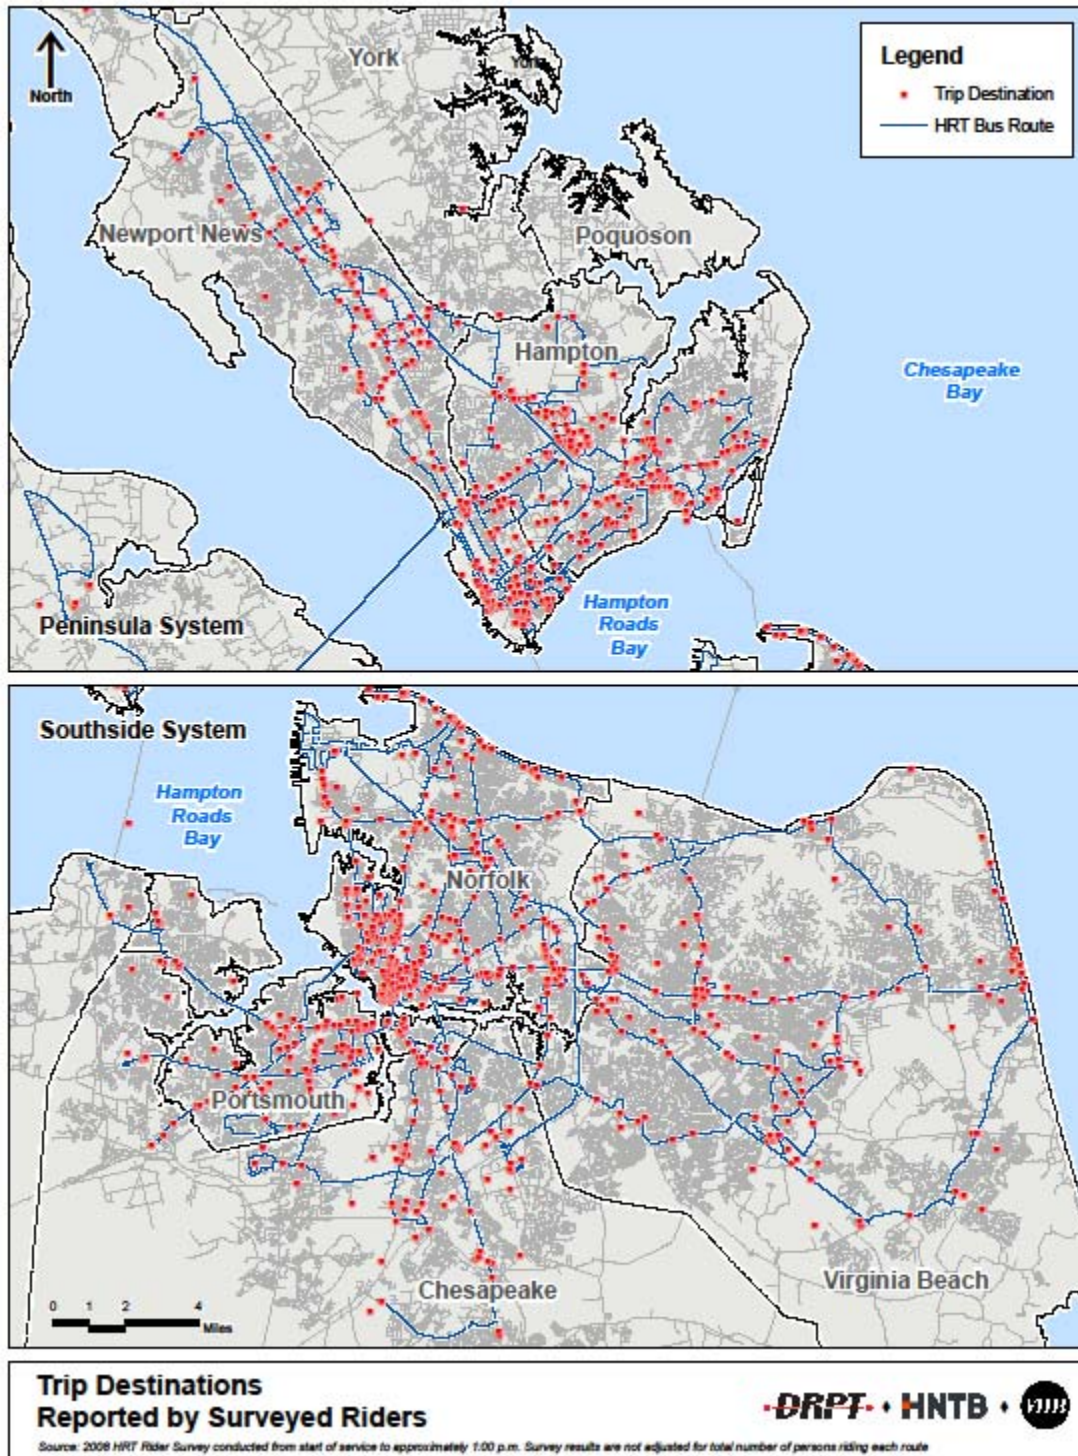 North
York
York
Legend
Trip Destination
HRT Bus Route
Newport News
Poquoson
Hampton
Chesapeake
Bay
Hampton
Roads
Bay
Peninsula System
Southside System
Hampton
Roads
Bay
Norfolk
Portsmouth
Chesapeake
Virginia Beach
0 1 2 4
Miles
Trip Destinations
Reported by Surveyed Riders
DRPT • HNTB •
Source: 2008 HRT Rider Survey conducted from start of service to approximately 1:00 p.m. Survey results are not adjusted for total number of persons riding each route